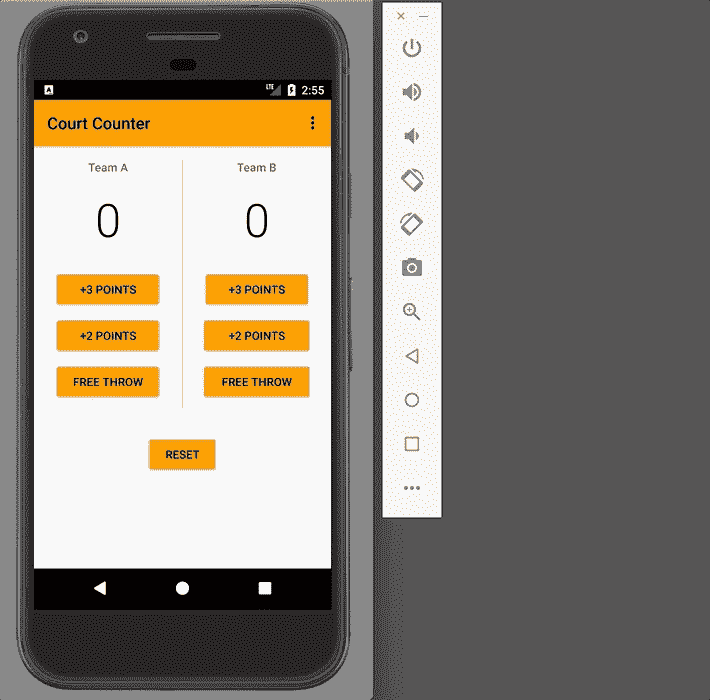 LTE 2:55
Court Counter
Team A Team B
0 0
+3 POINTS +3 POINTS
+2 POINTS +2 POINTS
FREE THROW FREE THROW
RESET